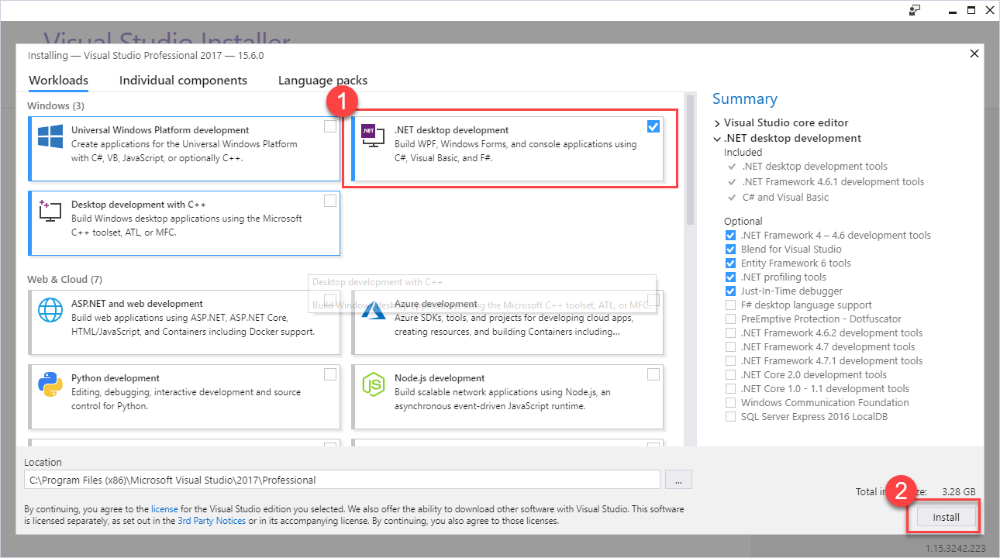 Visual Studio Installer
Installing — Visual Studio Professional 2017 — 15.6.0
Workloads
Individual components
Language packs
1
Windows (3)
Universal Windows Platform development
Create applications for the Universal Windows Platform
with C#, VB, JavaScript, or optionally C++.
.NET
.NET desktop development
Build WPF, Windows Forms, and console applications using
C#, Visual Basic, and F#.
Desktop development with C++
Build Windows desktop applications using the Microsoft
C++ toolset, ATL, or MFC.
Web & Cloud (7)
Desktop development with C++
Build Windows desktop applications using the Microsoft C++ toolset, ATL, or MFC.
ASP.NET and web development
Build web applications using ASP.NET, ASP.NET Core,
HTML/JavaScript, and Containers including Docker support.
Azure development
Azure SDKs, tools, and projects for developing cloud apps,
creating resources, and building Containers including...
Python development
Editing, debugging, interactive development and source
control for Python.
JS
Node.js development
Build scalable network applications using Node.js, an
asynchronous event-driven JavaScript runtime.
Summary
Visual Studio core editor
.NET desktop development
Included
.NET desktop development tools
.NET Framework 4.6.1 development tools
C# and Visual Basic
Optional
.NET Framework 4 – 4.6 development tools
Blend for Visual Studio
Entity Framework 6 tools
.NET profiling tools
Just-In-Time debugger
F# desktop language support
PreEmptive Protection - Dotfuscator
.NET Framework 4.6.2 development tools
.NET Framework 4.7 development tools
.NET Framework 4.7.1 development tools
.NET Core 2.0 development tools
.NET Core 1.0 - 1.1 development tools
Windows Communication Foundation
SQL Server Express 2016 LocalDB
Location
C:\Program Files (x86)\Microsoft Visual Studio\2017\Professional
...
By continuing, you agree to the license for the Visual Studio edition you selected. We also offer the ability to download other software with Visual Studio. This software
is licensed separately, as set out in the 3rd Party Notices or in its accompanying license. By continuing, you also agree to those licenses.
Total 3.28 GB
2
Install
1.15.3242.223